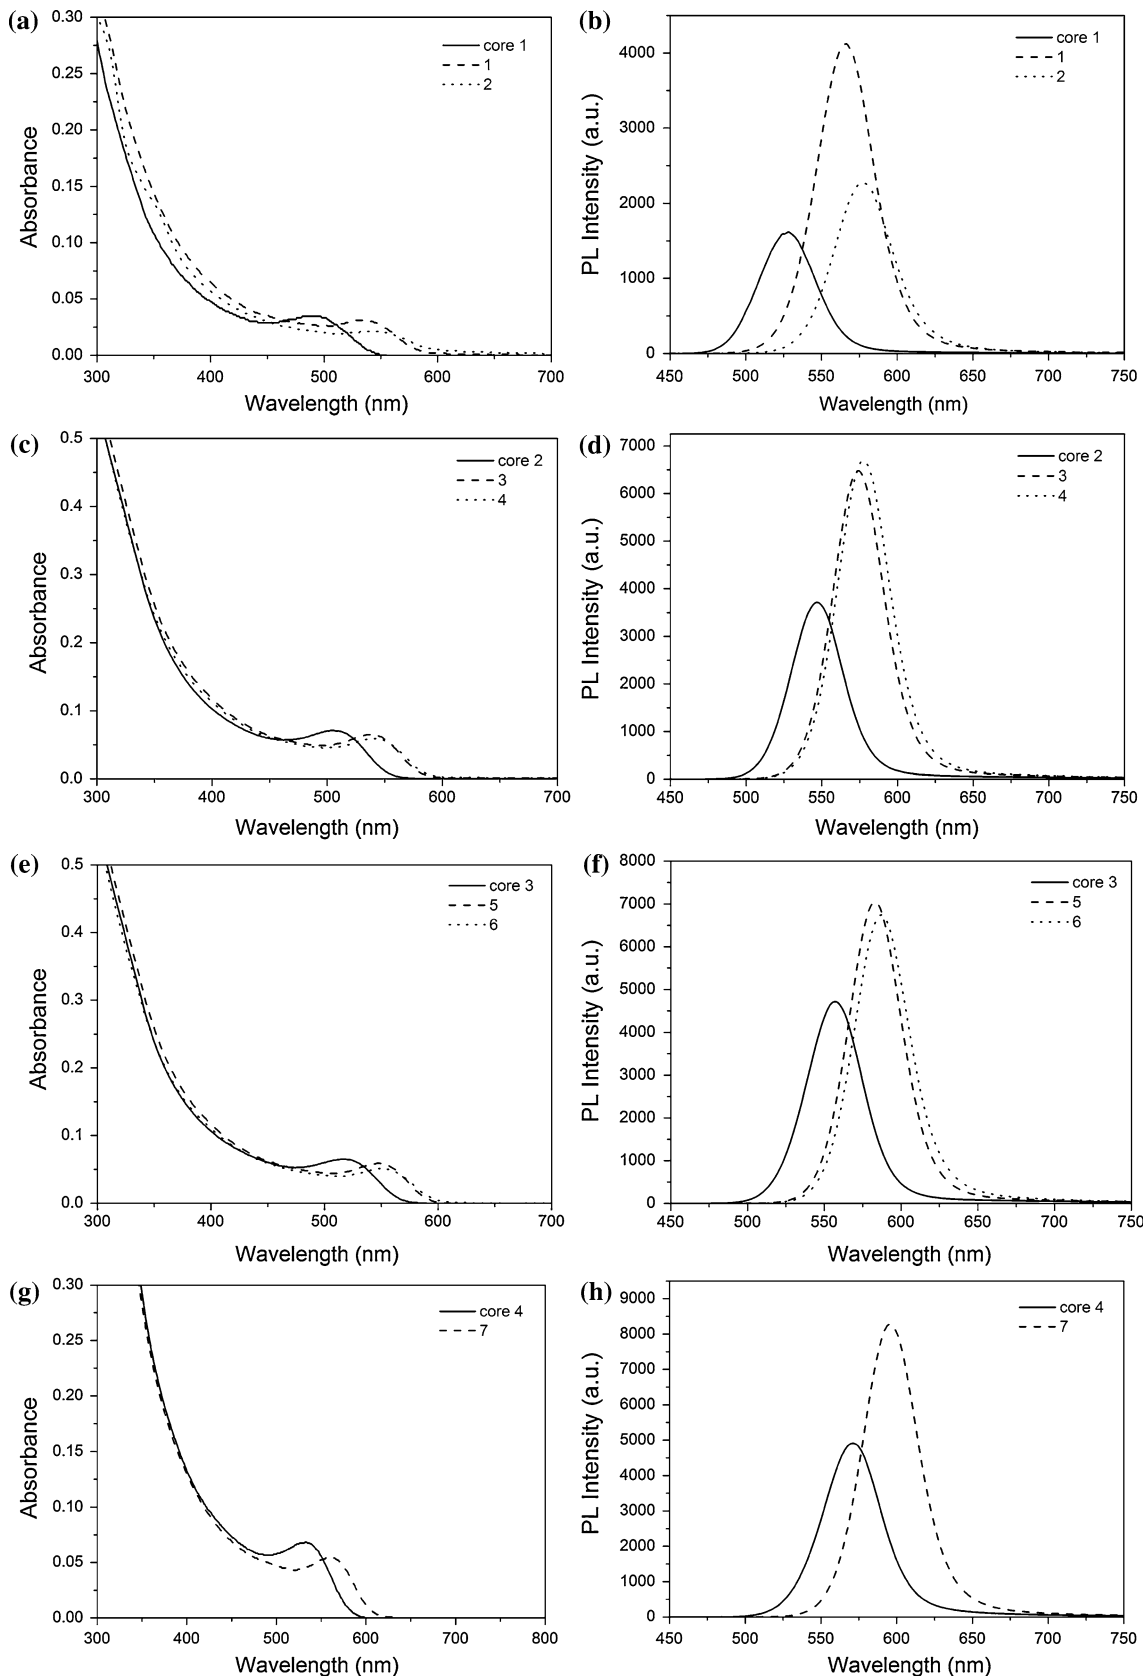 (a)
0.30
0.25
0.20
0.15
0.10
0.05
0.00
Absorbance
core 1
1
2
300 400 500 600 700
Wavelength (nm)
(b)
4000
3000
2000
1000
0
PL Intensity (a.u.)
core 1
1
2
450 500 550 600 650 700 750
Wavelength (nm)
(c)
0.5
0.4
0.3
0.2
0.1
0.0
Absorbance
core 2
3
4
300 400 500 600 700
Wavelength (nm)
(d)
7000
6000
5000
4000
3000
2000
1000
0
PL Intensity (a.u.)
core 2
3
4
450 500 550 600 650 700 750
Wavelength (nm)
(e)
0.5
0.4
0.3
0.2
0.1
0.0
Absorbance
core 3
5
6
300 400 500 600 700
Wavelength (nm)
(f)
8000
7000
6000
5000
4000
3000
2000
1000
0
PL Intensity (a.u.)
core 3
5
6
450 500 550 600 650 700 750
Wavelength (nm)
(g)
0.30
0.25
0.20
0.15
0.10
0.05
0.00
Absorbance
core 4
7
300 400 500 600 700 800
Wavelength (nm)
(h)
9000
8000
7000
6000
5000
4000
3000
2000
1000
0
PL Intensity (a.u.)
core 4
7
450 500 550 600 650 700 750
Wavelength (nm)